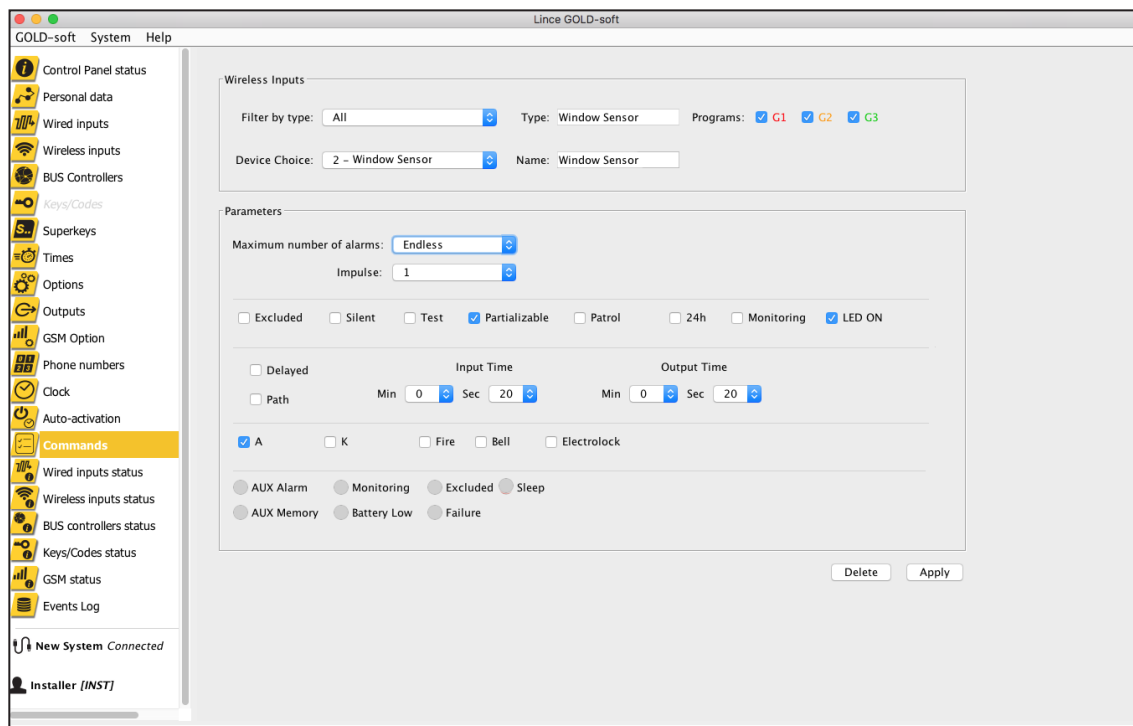 Lince GOLD-soft
GOLD-soft System Help
Control Panel status
Personal data
Wired inputs
Wireless inputs
BUS Controllers
Keys/Codes
S.. Superkeys
Times
Options
Outputs
GSM Option
Phone numbers
Clock
Auto-activation
Commands
Wired inputs status
Wireless inputs status
BUS controllers status
Keys/Codes status
GSM status
Events Log
New System Connected
Installer [INST]
Wireless Inputs
Filter by type: All Type: Window Sensor Programs: G1 G2 G3
Device Choice: 2 - Window Sensor Name: Window Sensor
Parameters
Maximum number of alarms: Endless
Impulse: 1
Excluded Silent Test Partializable Patrol 24h Monitoring LED ON
Delayed Input Time Output Time
Path Min 0 Sec 20 Min 0 Sec 20
A K Fire Bell Electrolock
AUX Alarm Monitoring Excluded Sleep
AUX Memory Battery Low Failure
Delete Apply